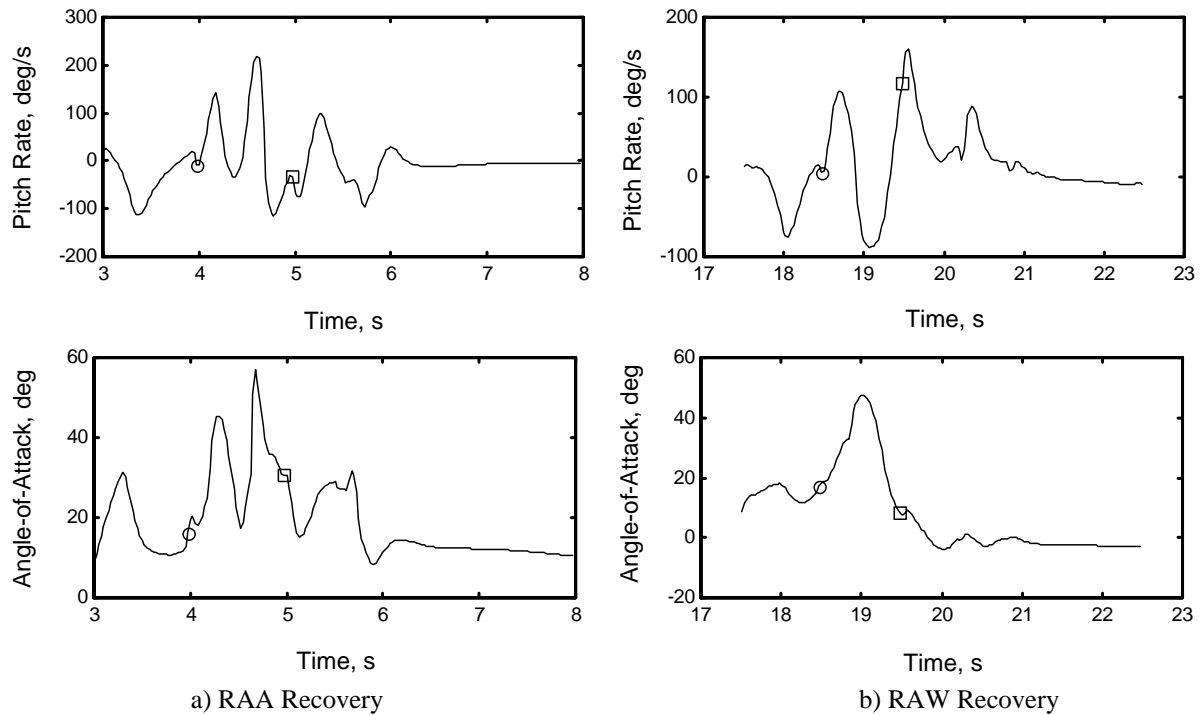 300
200
100
0
-100
-200
3 4 5 6 7 8
Pitch Rate, deg/s
Time, s
200
100
0
-100
17 18 19 20 21 22 23
Pitch Rate, deg/s
Time, s
60
40
20
0
3 4 5 6 7 8
Angle-of-Attack, deg
Time, s
60
40
20
0
-20
17 18 19 20 21 22 23
Angle-of-Attack, deg
Time, s
a) RAA Recovery
b) RAW Recovery